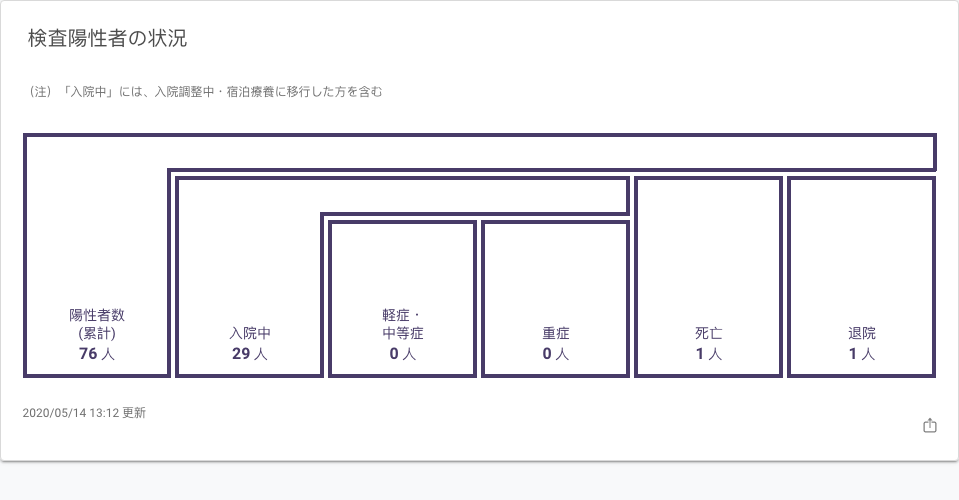 検査陽性者の状況
（注）「入院中」には、入院調整中・宿泊療養に移行した方を含む
陽性者数
(累計)
76 人
入院中
29 人
軽症・
中等症
0 人
重症
0 人
死亡
1 人
退院
1 人
2020/05/14 13:12 更新